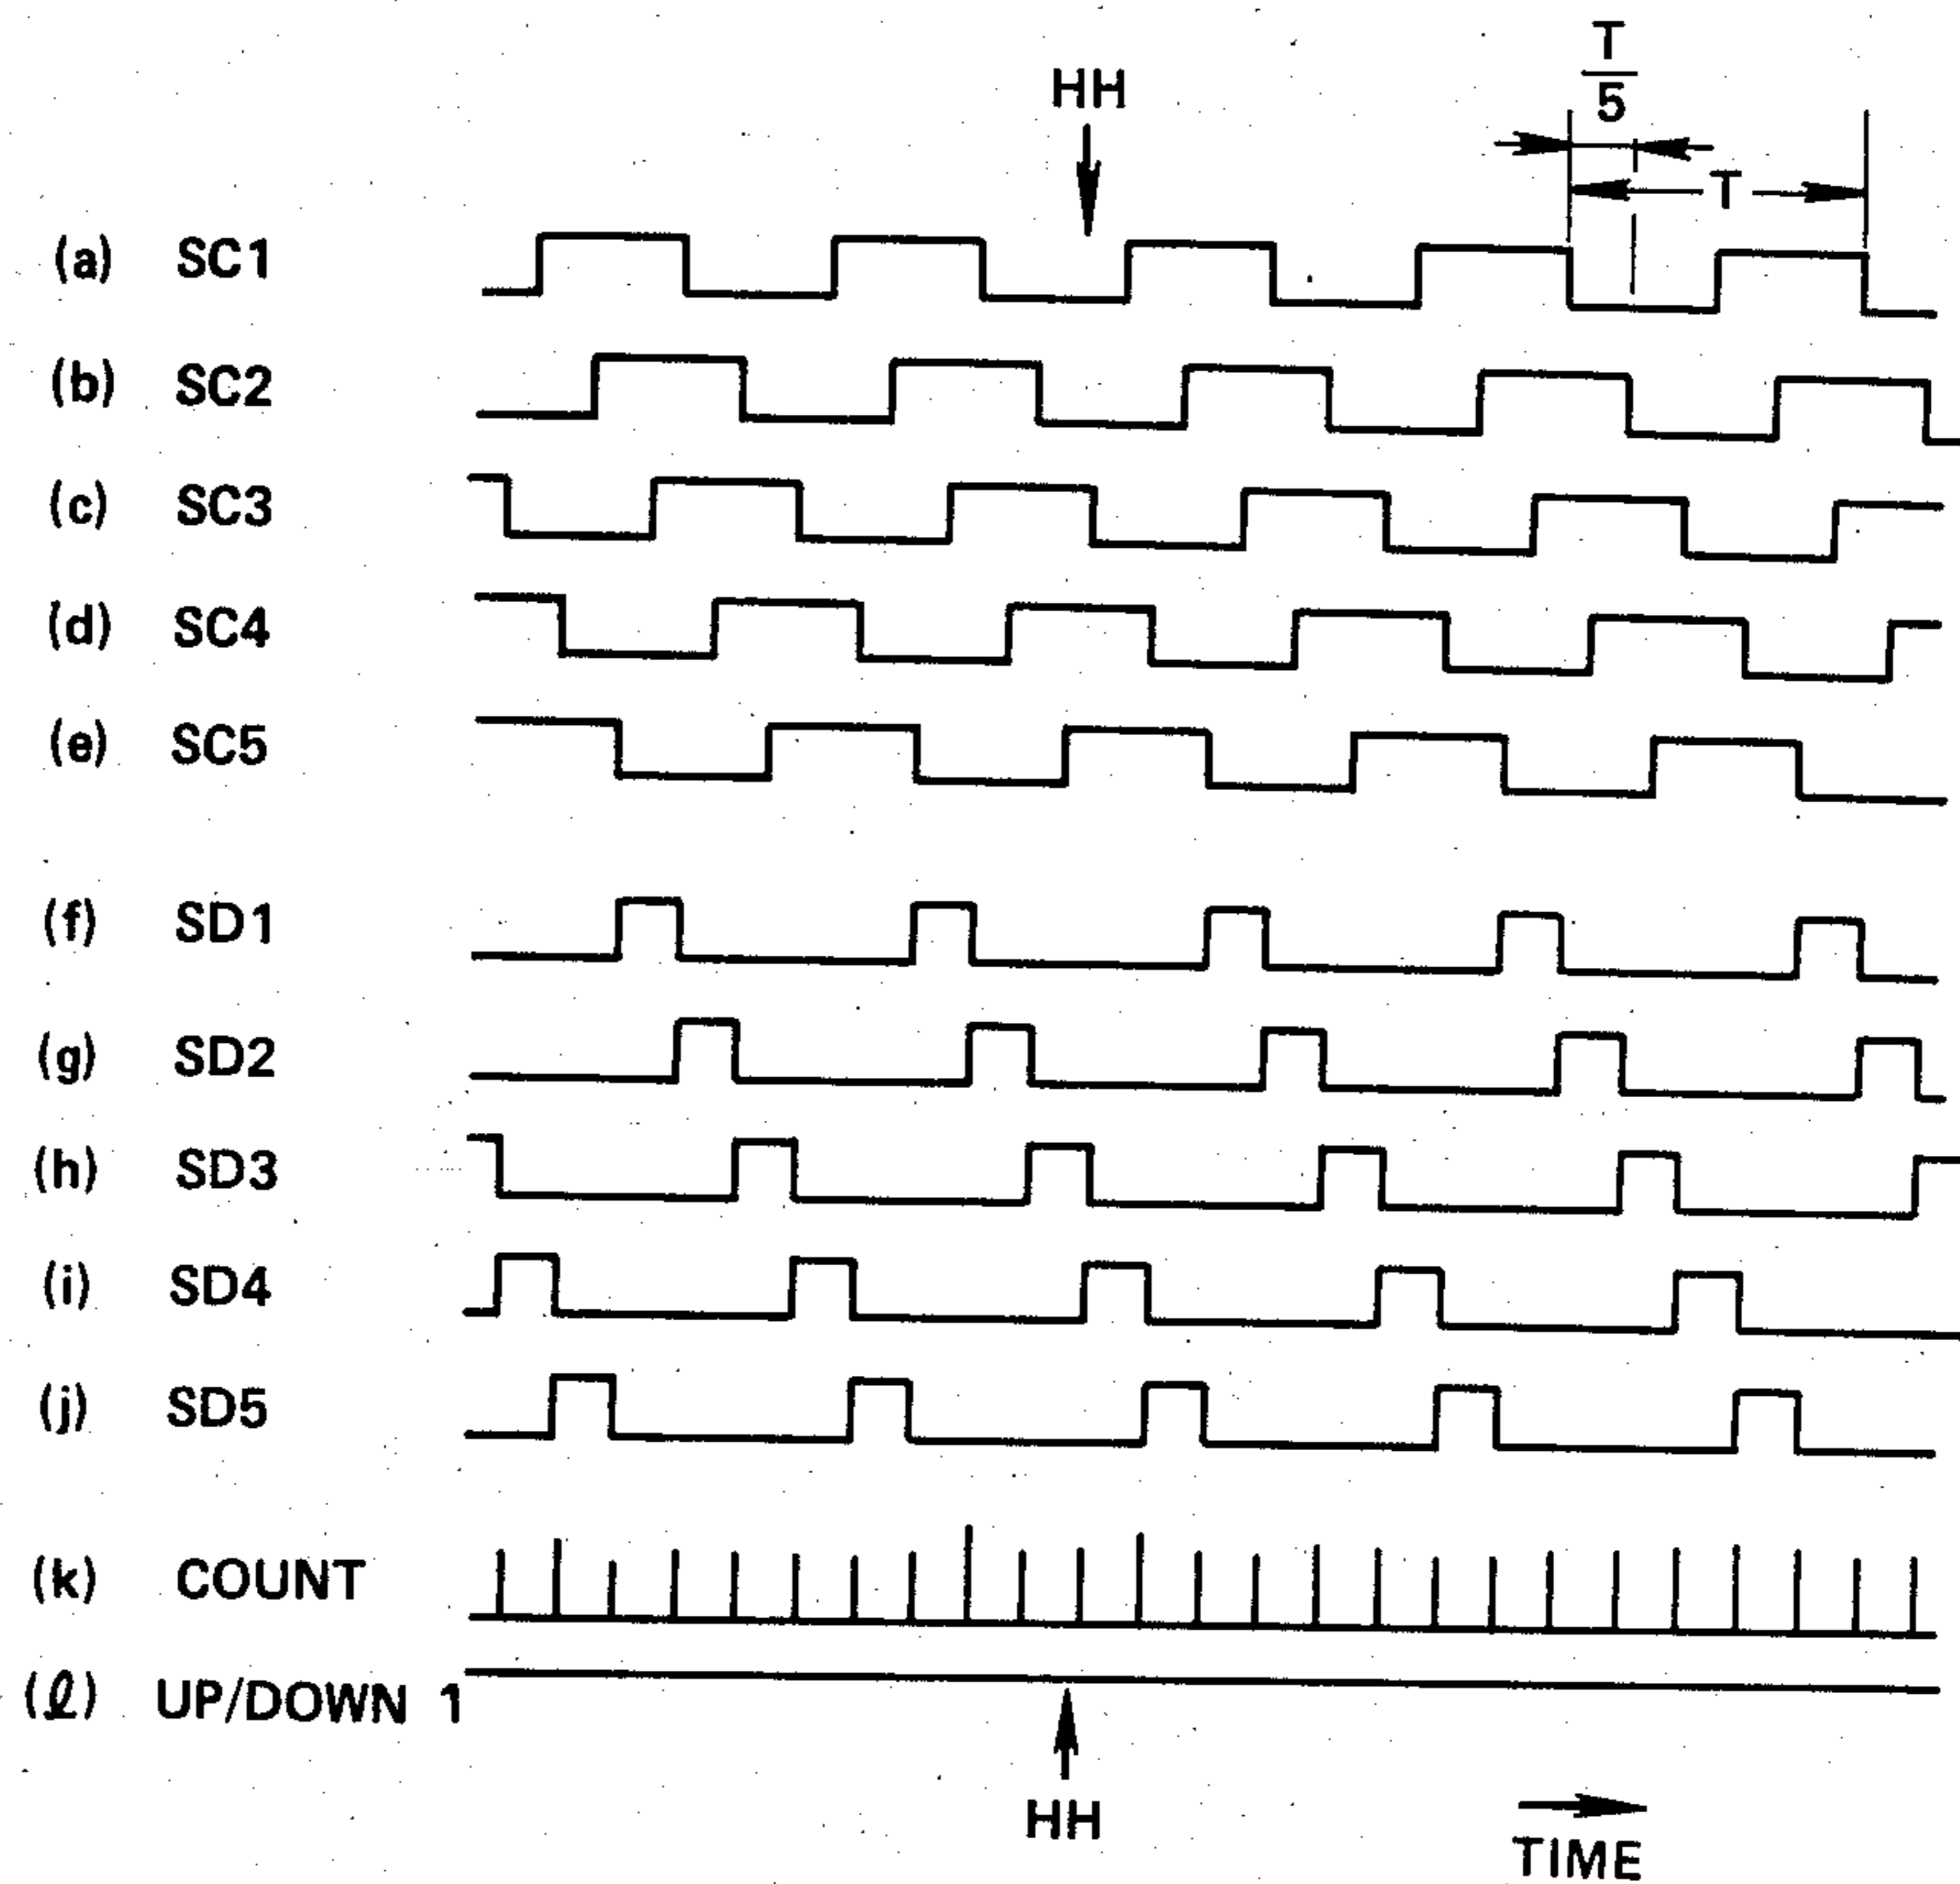 T
5
HH
T
(a) SC1
(b) SC2
(c) SC3
(d) SC4
(e) SC5
(f) SD1
(g) SD2
(h) SD3
(i) SD4
(j) SD5
(k) COUNT
(ℓ) UP/DOWN 1
HH
TIME